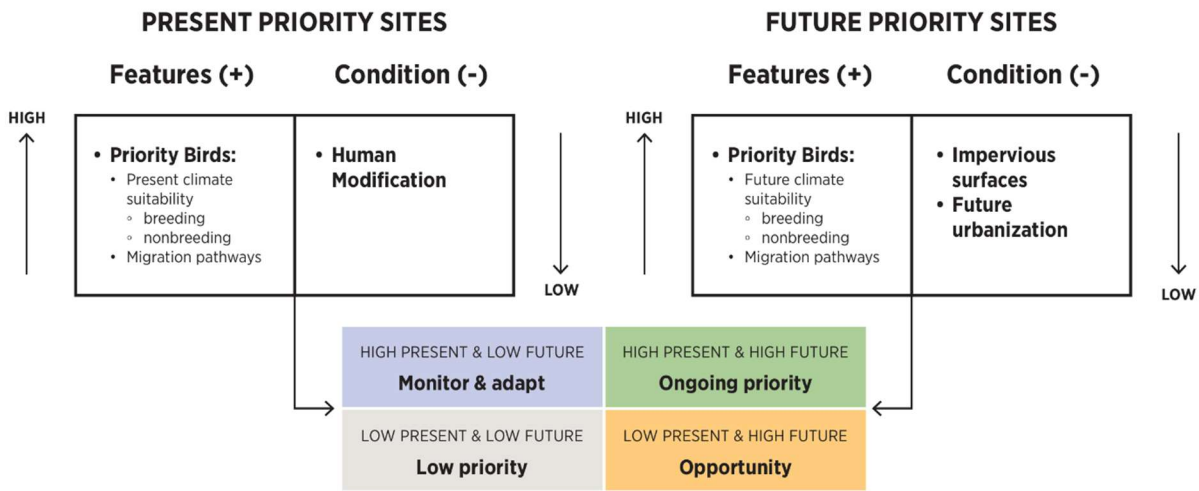 PRESENT PRIORITY SITES
Features (+)
Condition (-)
HIGH
• Priority Birds:
• Present climate
suitability
◦ breeding
◦ nonbreeding
• Migration pathways
• Human
Modification
LOW
FUTURE PRIORITY SITES
Features (+)
Condition (-)
HIGH
• Priority Birds:
• Future climate
suitability
◦ breeding
◦ nonbreeding
• Migration pathways
• Impervious
surfaces
• Future
urbanization
LOW
HIGH PRESENT & LOW FUTURE
Monitor & adapt
HIGH PRESENT & HIGH FUTURE
Ongoing priority
LOW PRESENT & LOW FUTURE
Low priority
LOW PRESENT & HIGH FUTURE
Opportunity